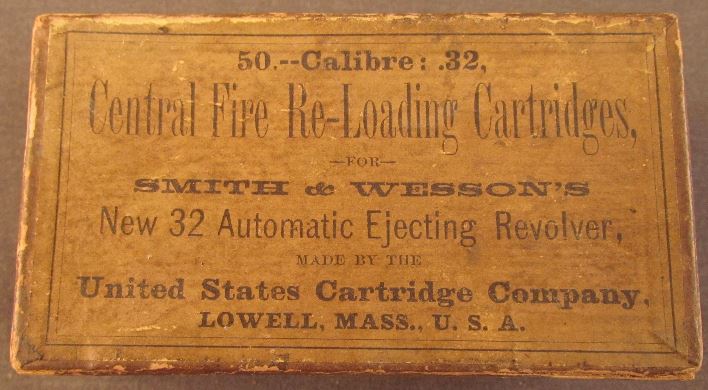 50.--Calibre: .32,
Central Fire Re-Loading Cartridges,
—FOR—
SMITH & WESSON'S
New 32 Automatic Ejecting Revolver,
MADE BY THE
United States Cartridge Company,
LOWELL, MASS., U. S. A.